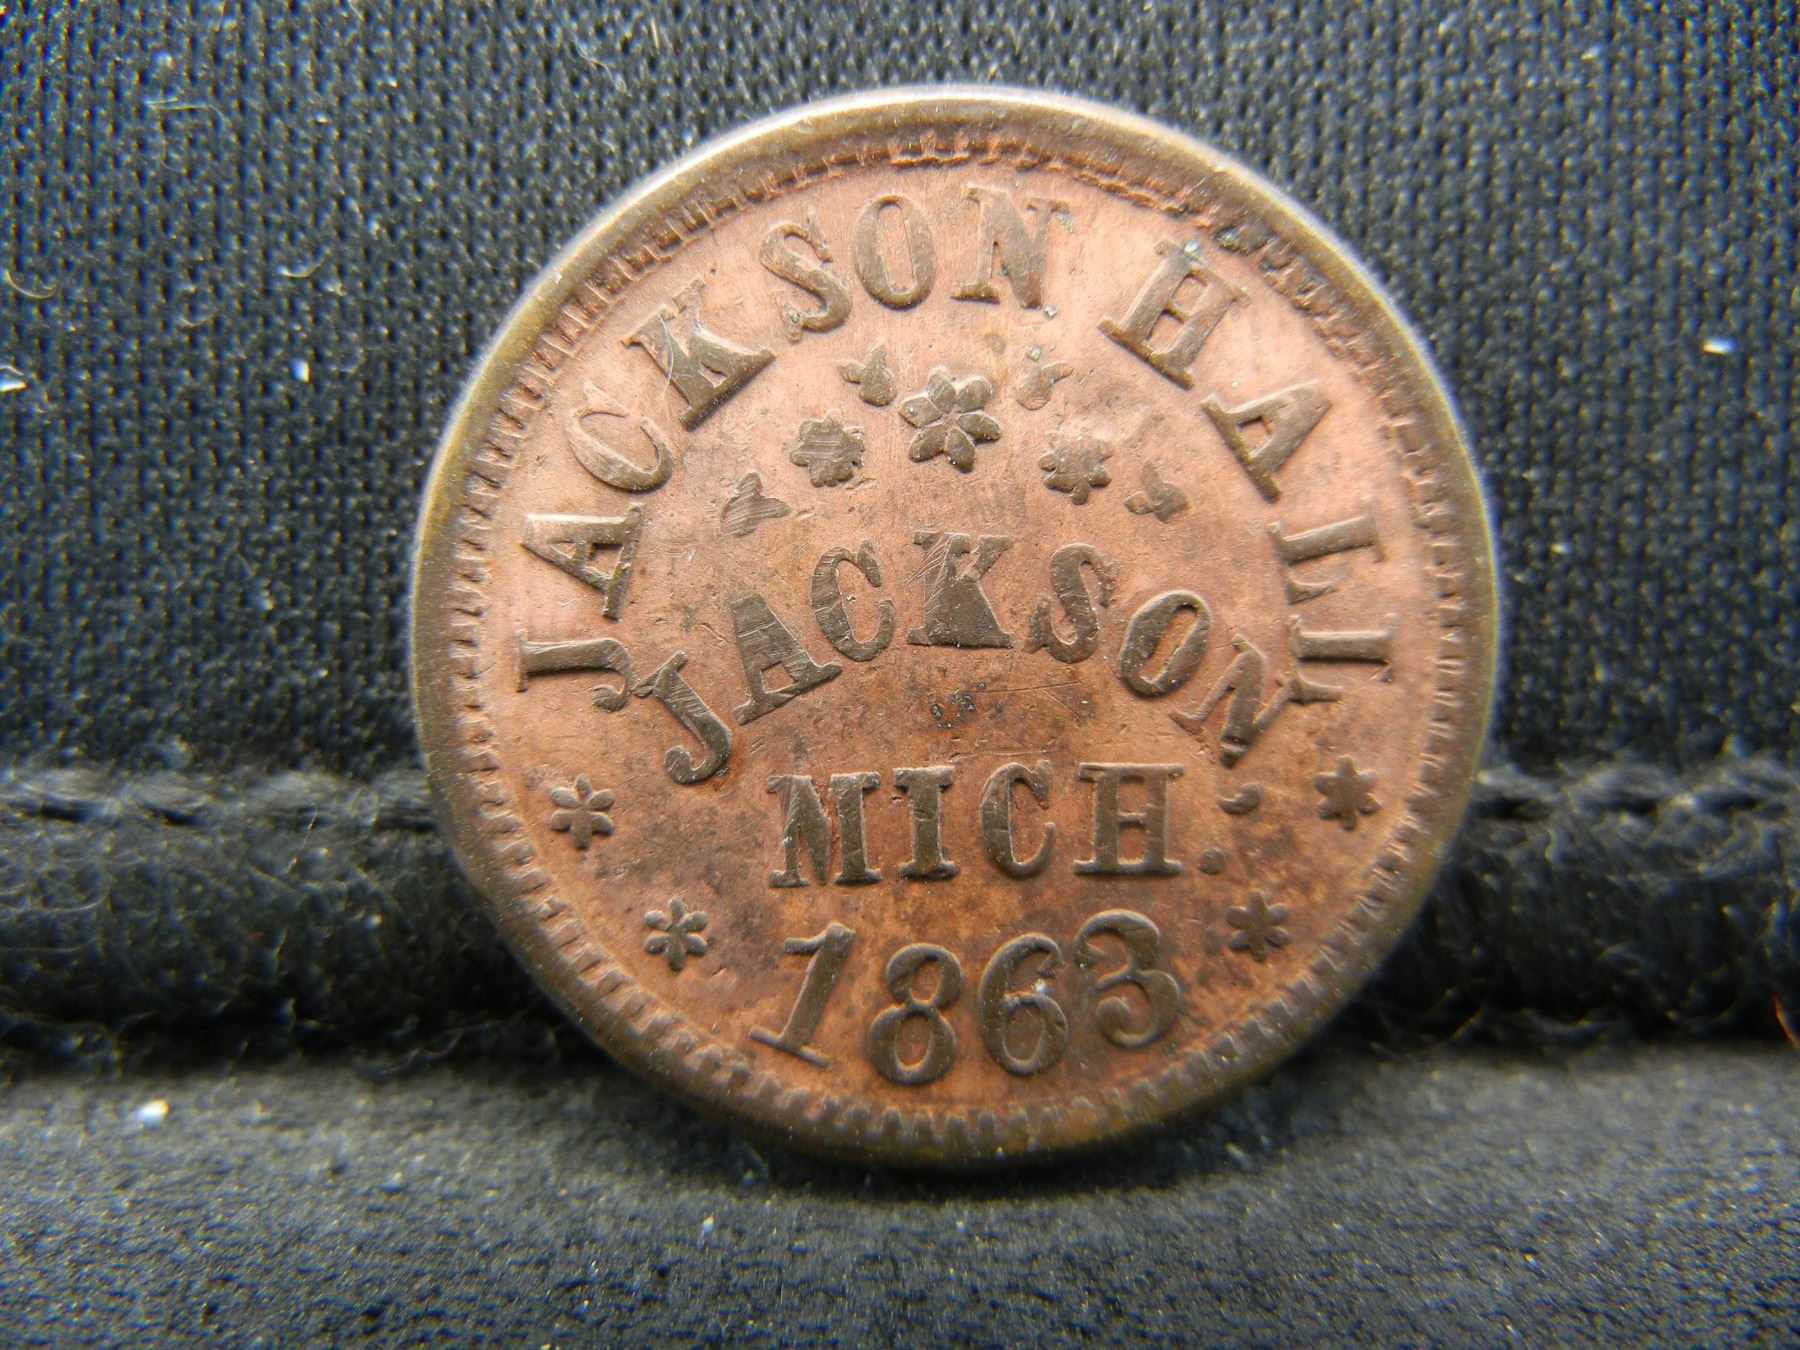 JACKSON HALL
JACKSON,
MICH.
1863